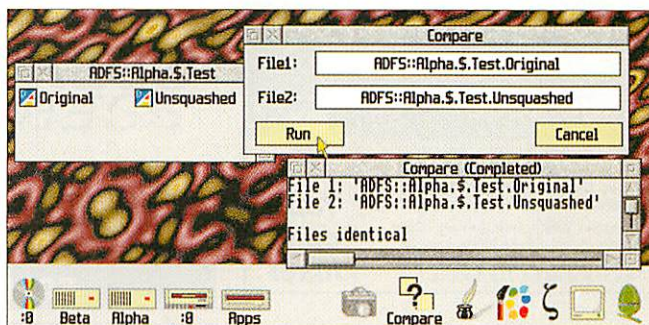 Compare
File1: ADFS::Alpha.$.Test.Original
File2: ADFS::Alpha.$.Test.Unsquashed
Run Cancel
ADFS::Alpha.$.Test
Original Unsquashed
Compare (Completed)
File 1: 'ADFS::Alpha.$.Test.Original'
File 2: 'ADFS::Alpha.$.Test.Unsquashed'
Files identical
:0 Beta Alpha :0 Apps Compare